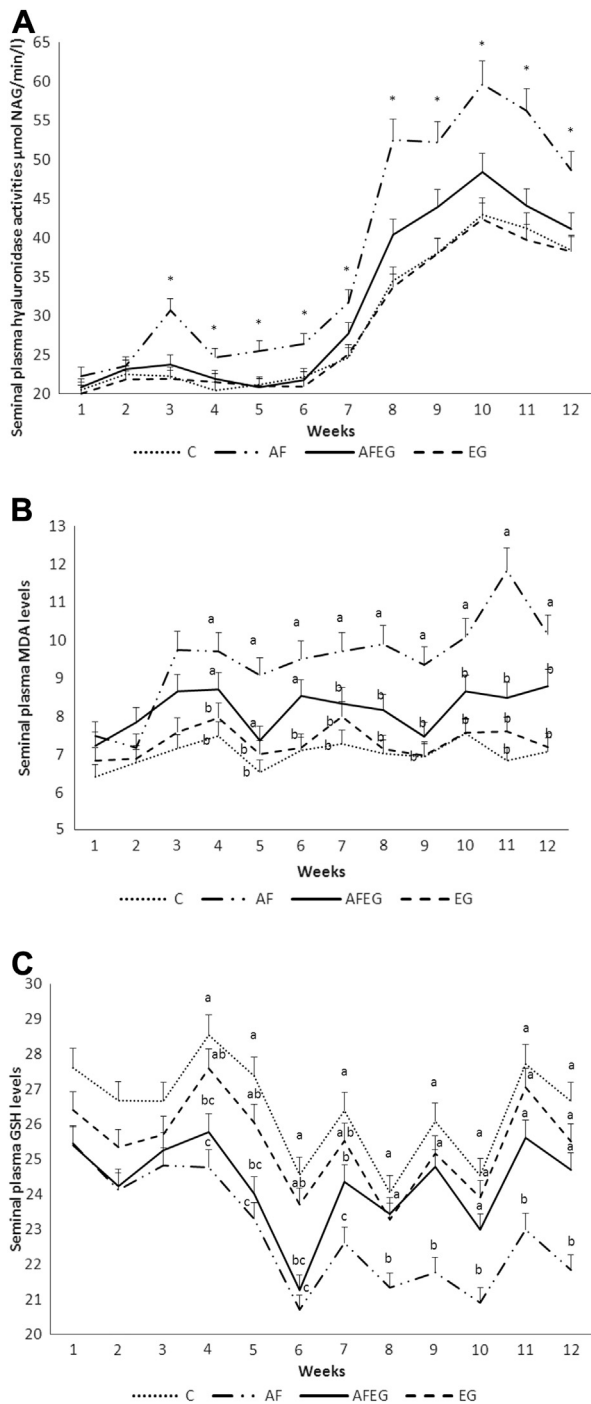 A
Seminal plasma hyaluronidase activities μmol NAG/min/l)
65
60
55
50
45
40
35
30
25
20
* * * * * * * * * *
1 2 3 4 5 6 7 8 9 10 11 12
Weeks
C AF AFEG EG
B
Seminal plasma MDA levels
13
12
11
10
9
8
7
6
5
a a a a a a a a a
a a a b b b b b b
b b b b b b b b
b b b b b
1 2 3 4 5 6 7 8 9 10 11 12
Weeks
C AF AFEG EG
C
Seminal plasma GSH levels
30
29
28
27
26
25
24
23
22
21
20
a a a a a a a a a
ab ab ab a b a a a a
bc bc bc b a a a
c c c c b b b b b
1 2 3 4 5 6 7 8 9 10 11 12
Weeks
C AF AFEG EG